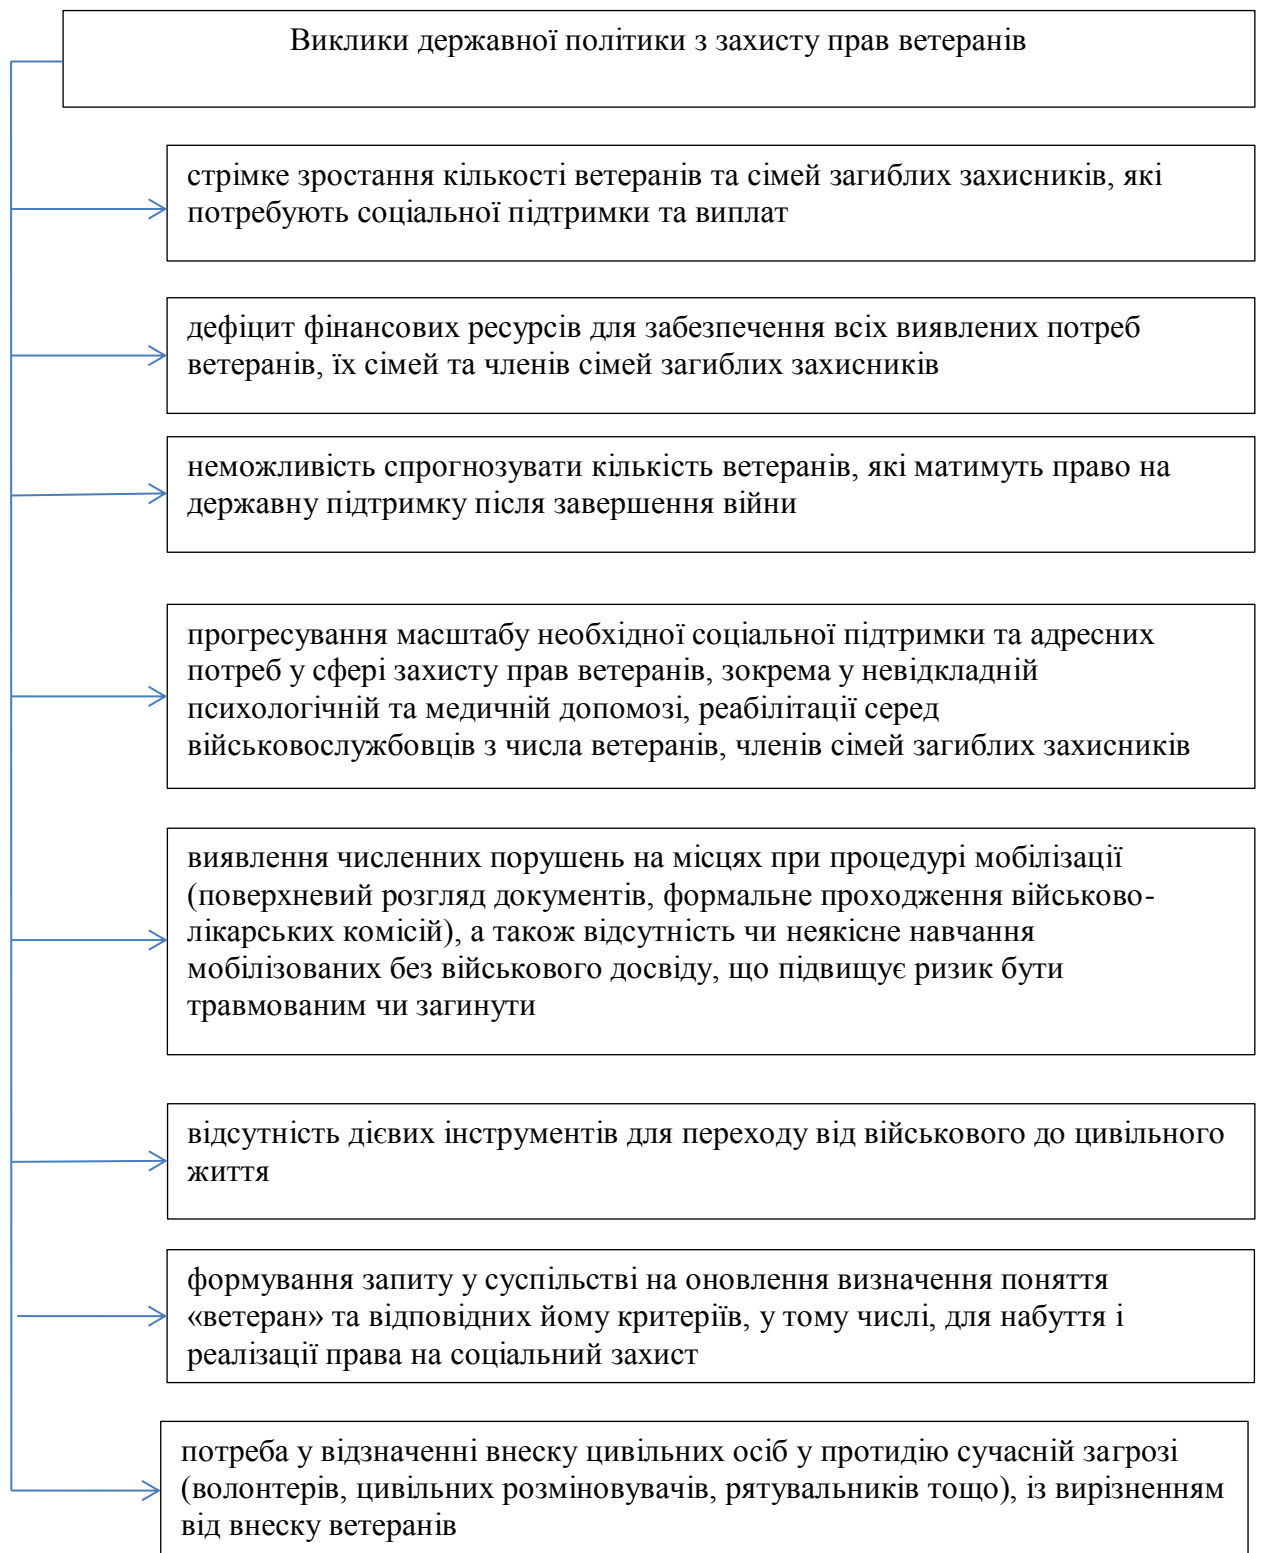 Виклики державної політики з захисту прав ветеранів
стрімке зростання кількості ветеранів та сімей загиблих захисників, які
потребують соціальної підтримки та виплат
дефіцит фінансових ресурсів для забезпечення всіх виявлених потреб
ветеранів, їх сімей та членів сімей загиблих захисників
неможливість спрогнозувати кількість ветеранів, які матимуть право на
державну підтримку після завершення війни
прогресування масштабу необхідної соціальної підтримки та адресних
потреб у сфері захисту прав ветеранів, зокрема у невідкладній
психологічній та медичній допомозі, реабілітації серед
військовослужбовців з числа ветеранів, членів сімей загиблих захисників
виявлення численних порушень на місцях при процедурі мобілізації
(поверхневий розгляд документів, формальне проходження військово-
лікарських комісій), а також відсутність чи неякісне навчання
мобілізованих без військового досвіду, що підвищує ризик бути
травмованим чи загинути
відсутність дієвих інструментів для переходу від військового до цивільного
життя
формування запиту у суспільстві на оновлення визначення поняття
«ветеран» та відповідних йому критеріїв, у тому числі, для набуття і
реалізації права на соціальний захист
потреба у відзначенні внеску цивільних осіб у протидію сучасній загрозі
(волонтерів, цивільних розміновувачів, рятувальників тощо), із вирізненням
від внеску ветеранів